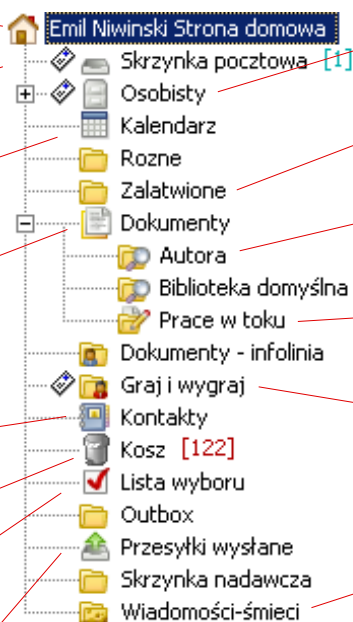 Emil Niwinski Strona domowa
Skrzynka pocztowa [1]
Osobisty
Kalendarz
Rozne
Zalatwione
Dokumenty
Autora
Biblioteka domyślna
Prace w toku
Dokumenty - infolinia
Graj i wygraj
Kontakty
Kosz [122]
Lista wyboru
Outbox
Przesyłki wysłane
Skrzynka nadawcza
Wiadomości-śmieci